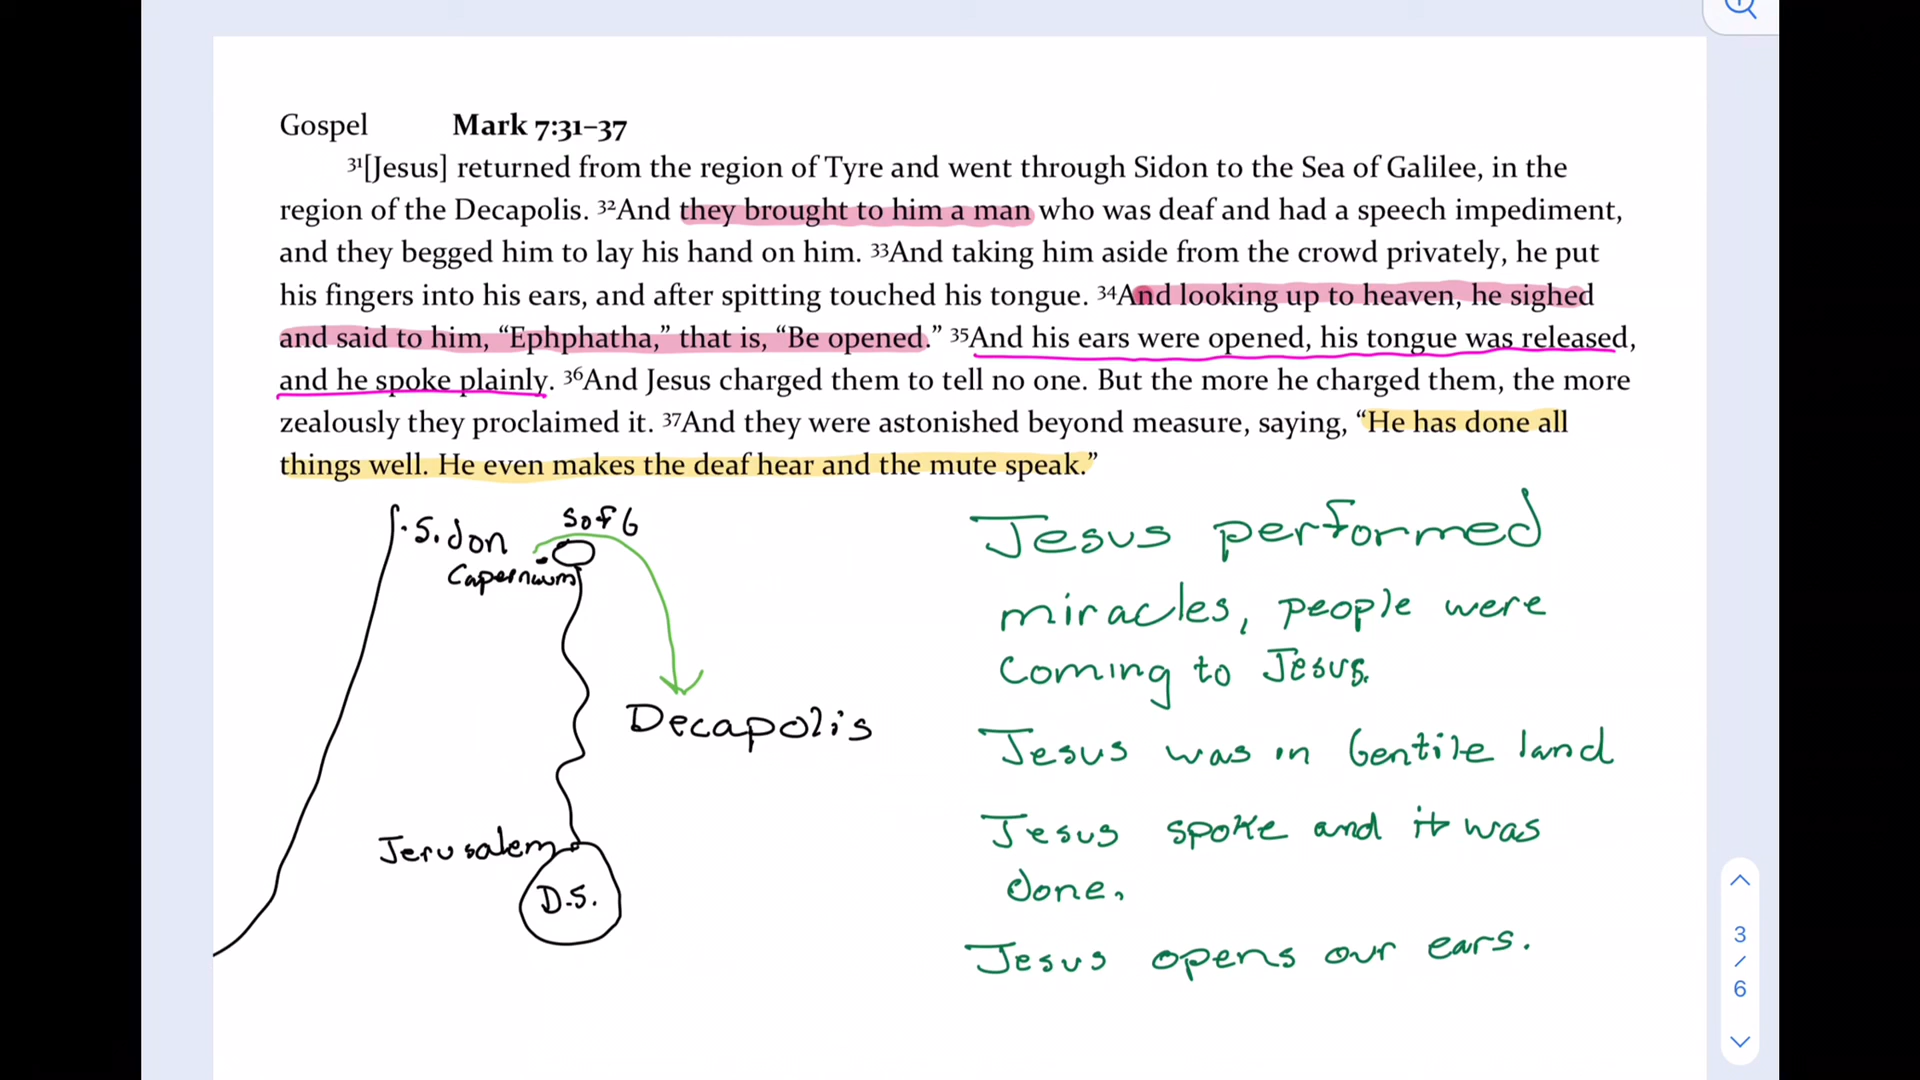 Gospel Mark 7:31–37
³¹[Jesus] returned from the region of Tyre and went through Sidon to the Sea of Galilee, in the
region of the Decapolis. ³²And they brought to him a man who was deaf and had a speech impediment,
and they begged him to lay his hand on him. ³³And taking him aside from the crowd privately, he put
his fingers into his ears, and after spitting touched his tongue. ³⁴And looking up to heaven, he sighed
and said to him, “Ephphatha,” that is, “Be opened.” ³⁵And his ears were opened, his tongue was released,
and he spoke plainly. ³⁶And Jesus charged them to tell no one. But the more he charged them, the more
zealously they proclaimed it. ³⁷And they were astonished beyond measure, saying, “He has done all
things well. He even makes the deaf hear and the mute speak.”
Sidon
S of G
Capernaum
Decapolis
Jerusalem
D.S.
Jesus performed
miracles, people were
coming to Jesus.
Jesus was in Gentile land
Jesus spoke and it was
done.
Jesus opens our ears.
3
/
6